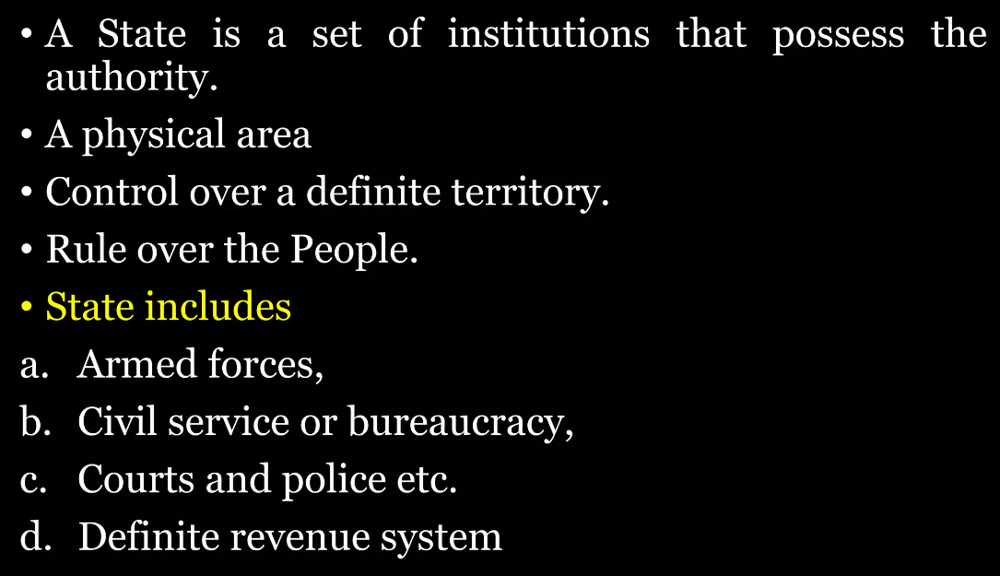 • A State is a set of institutions that possess the
authority.
• A physical area
• Control over a definite territory.
• Rule over the People.
• State includes
a. Armed forces,
b. Civil service or bureaucracy,
c. Courts and police etc.
d. Definite revenue system